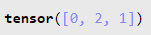 tensor([0, 2, 1])